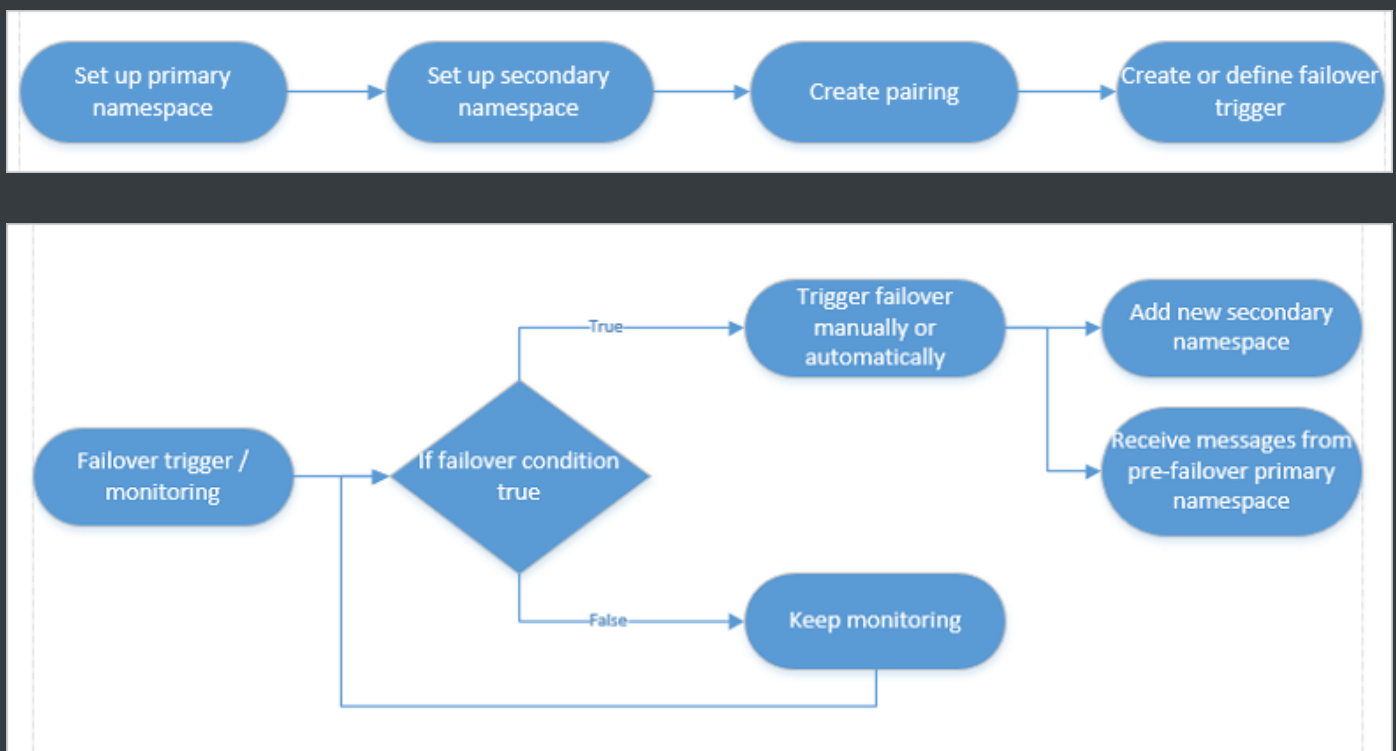 Set up primary
namespace
Set up secondary
namespace
Create pairing
Create or define failover
trigger
Trigger failover
manually or
automatically
Add new secondary
namespace
True
Receive messages from
pre-failover primary
namespace
Failover trigger /
monitoring
If failover condition
true
False
Keep monitoring